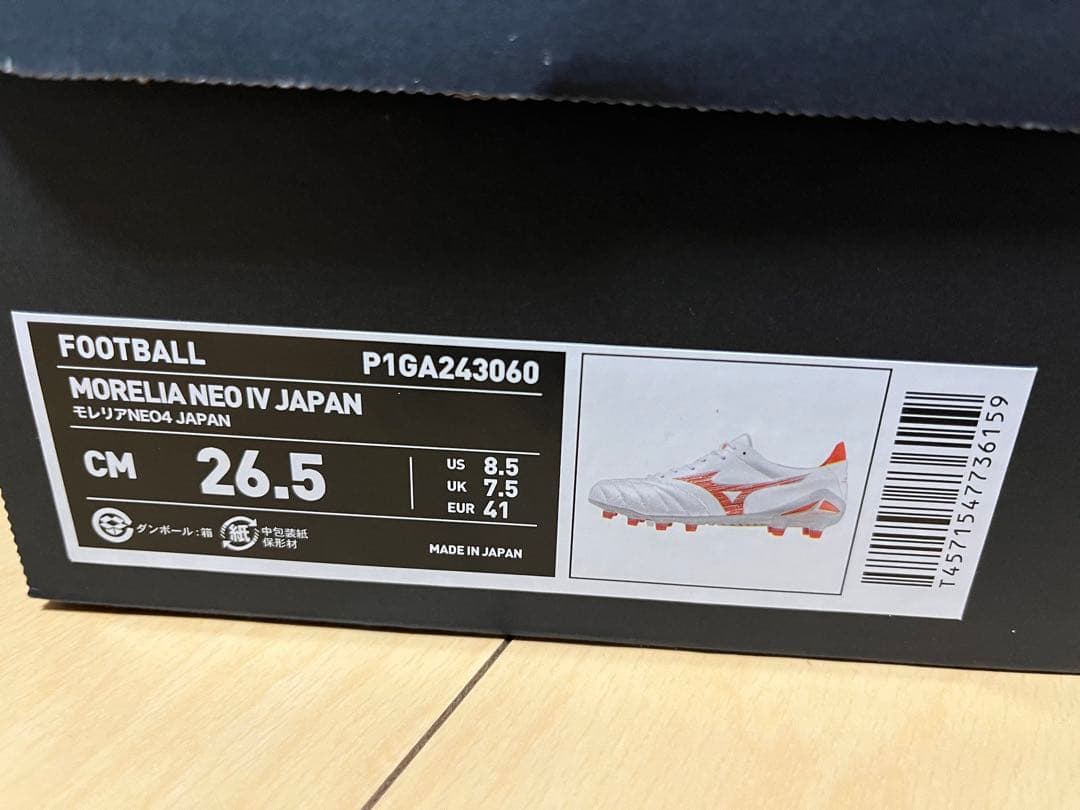 FOOTBALL
P1GA243060
MORELIA NEO IV JAPAN
モレリアNEO4 JAPAN
CM 26.5
US 8.5
UK 7.5
EUR 41
ダンボール:箱
紙 中包装紙
保形材
MADE IN JAPAN
T4571547736159